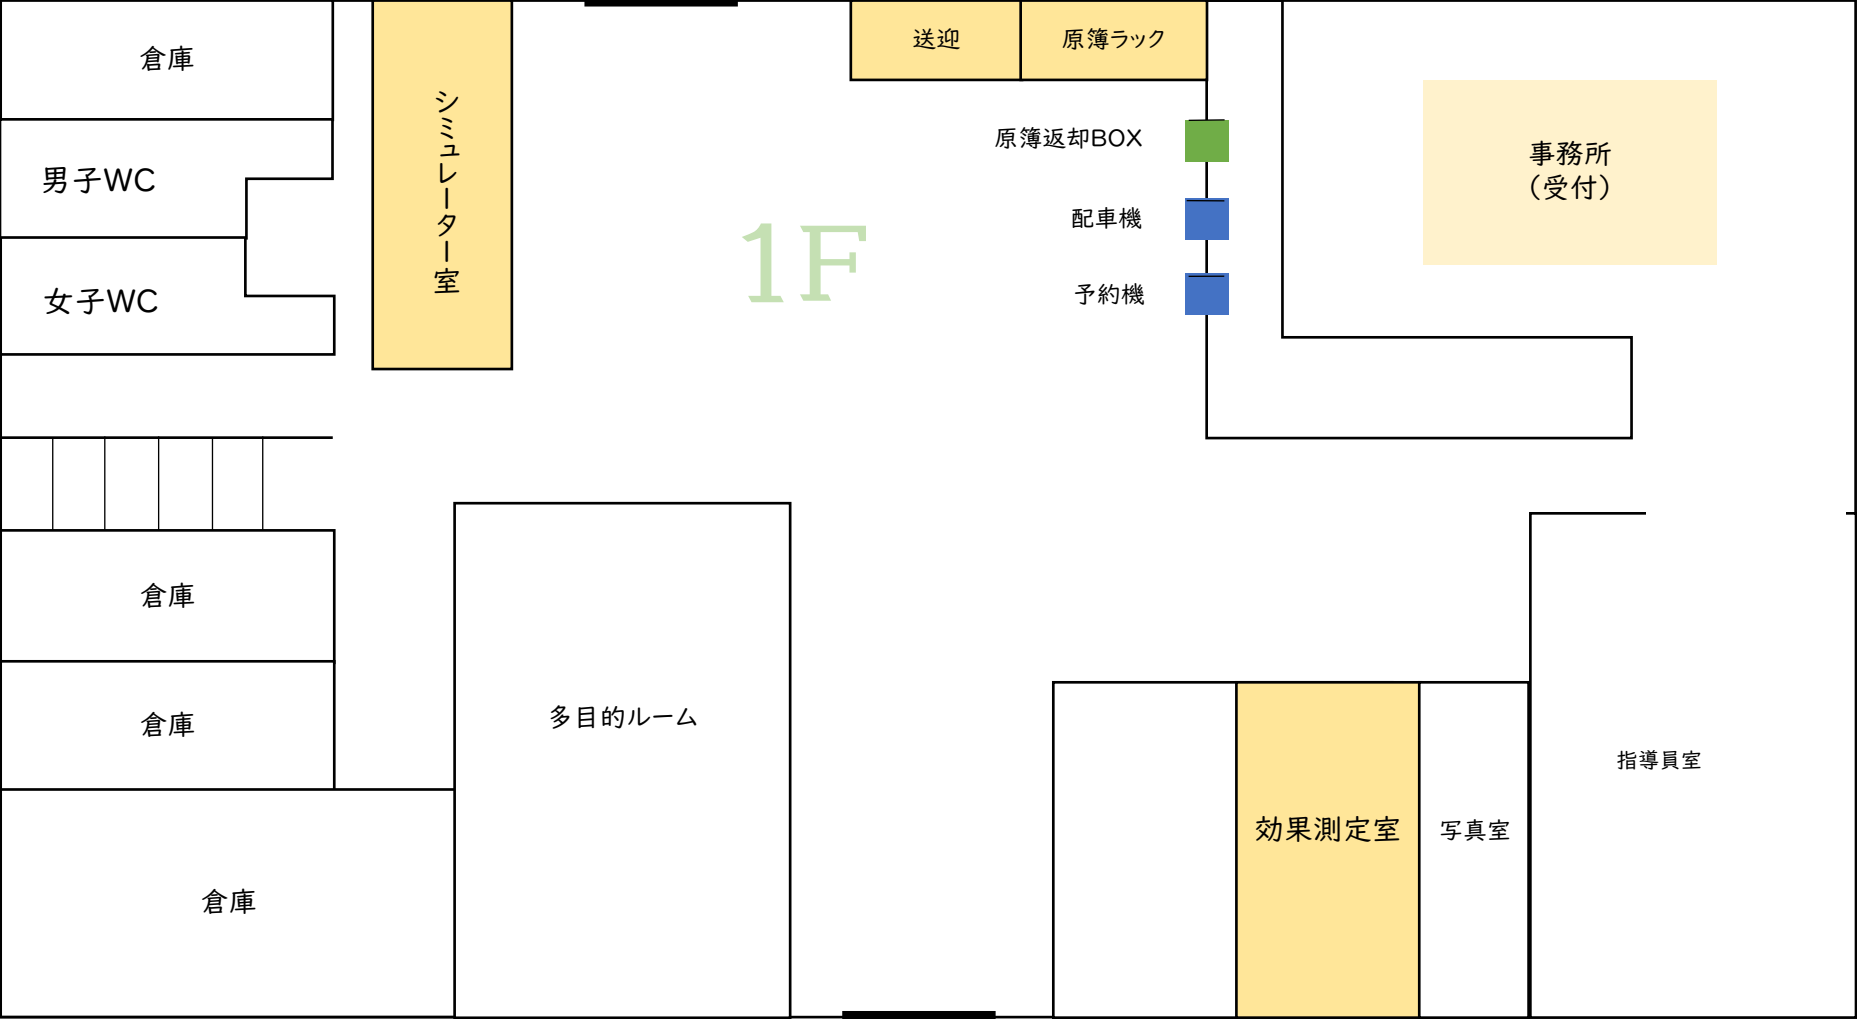 倉庫
シミュレーター室
送迎
原簿ラック
原簿返却BOX
事務所
（受付）
男子WC
配車機
1F
女子WC
予約機
倉庫
倉庫
多目的ルーム
指導員室
効果測定室
写真室
倉庫